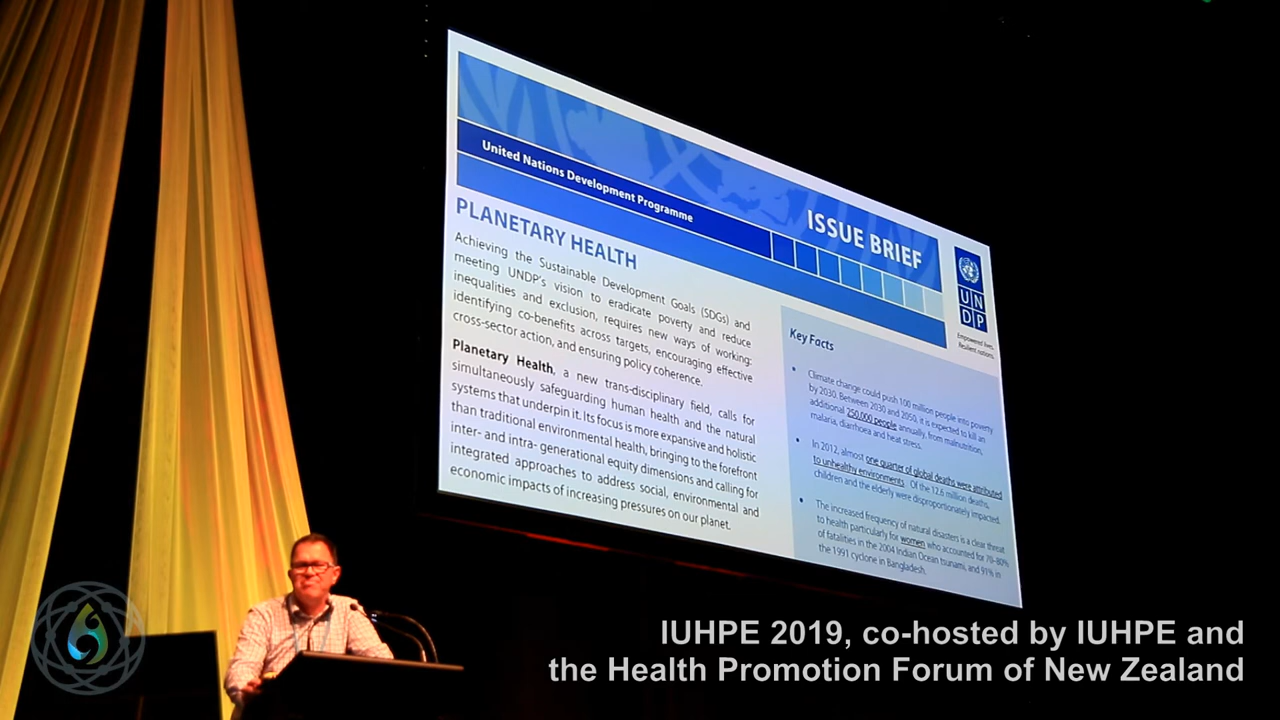 United Nations Development Programme
ISSUE BRIEF
UN
DP
Empowered lives.
Resilient nations.
PLANETARY HEALTH
Achieving the Sustainable Development Goals (SDGs) and
meeting UNDP's vision to eradicate poverty and reduce
inequalities and exclusion, requires new ways of working:
identifying co-benefits across targets, encouraging effective
cross-sector action, and ensuring policy coherence.
Planetary Health, a new trans-disciplinary field, calls for
simultaneously safeguarding human health and the natural
systems that underpin it. Its focus is more expansive and holistic
than traditional environmental health, bringing to the forefront
inter- and intra- generational equity dimensions and calling for
integrated approaches to address social, environmental and
economic impacts of increasing pressures on our planet.
Key Facts
• Climate change could push 100 million people into poverty
by 2030. Between 2030 and 2050, it is expected to kill an
additional 250,000 people annually, from malnutrition,
malaria, diarrhoea and heat stress.
• In 2012, almost one quarter of global deaths were attributed
to unhealthy environments. Of the 12.6 million deaths,
children and the elderly were disproportionately impacted.
• The increased frequency of natural disasters is a clear threat
to health particularly for women who accounted for 70-80%
of fatalities in the 2004 Indian Ocean tsunami, and 91% in
the 1991 cyclone in Bangladesh.
IUHPE 2019, co-hosted by IUHPE and
the Health Promotion Forum of New Zealand